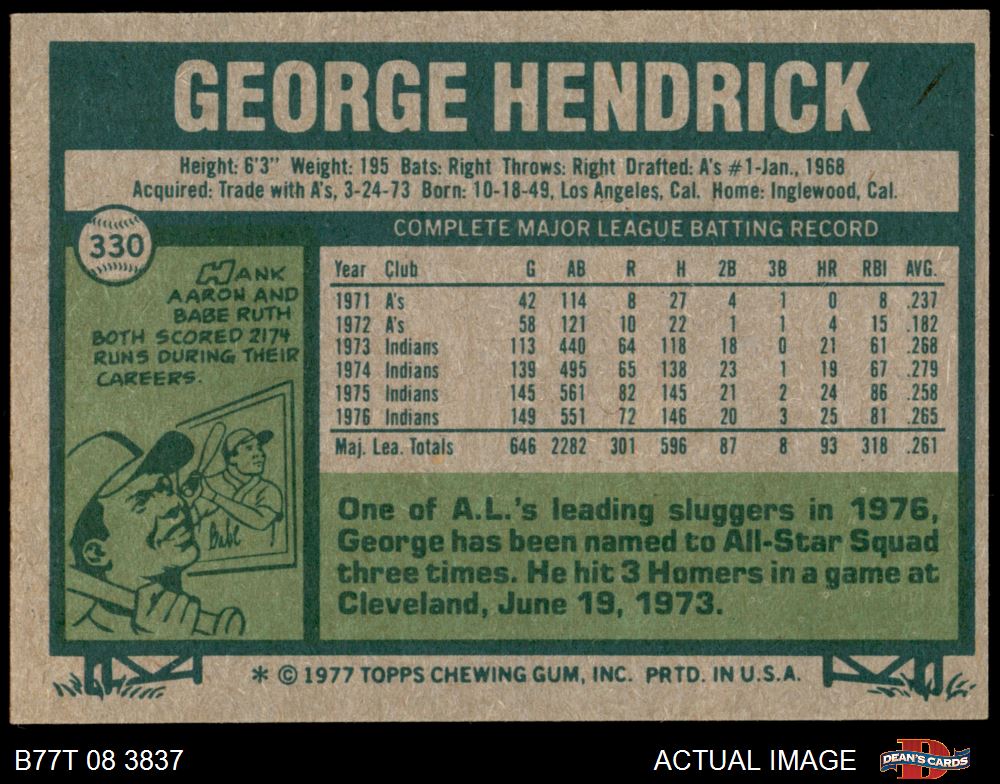 GEORGE HENDRICK
Height: 6'3" Weight: 195 Bats: Right Throws: Right Drafted: A's #1-Jan., 1968
Acquired: Trade with A's, 3-24-73 Born: 10-18-49, Los Angeles, Cal. Home: Inglewood, Cal.
330
HANK
AARON AND
BABE RUTH
BOTH SCORED 2174
RUNS DURING THEIR
CAREERS.
Babe
COMPLETE MAJOR LEAGUE BATTING RECORD
Year Club G AB R H 2B 3B HR RBI AVG.
1971 A's 42 114 8 27 4 1 0 8 .237
1972 A's 58 121 10 22 1 1 4 15 .182
1973 Indians 113 440 64 118 18 0 21 61 .268
1974 Indians 139 495 65 138 23 1 19 67 .279
1975 Indians 145 561 82 145 21 2 24 86 .258
1976 Indians 149 551 72 146 20 3 25 81 .265
Maj. Lea. Totals 646 2282 301 596 87 8 93 318 .261
One of A.L.'s leading sluggers in 1976,
George has been named to All-Star Squad
three times. He hit 3 Homers in a game at
Cleveland, June 19, 1973.
* © 1977 TOPPS CHEWING GUM, INC. PRTD. IN U.S.A.
B77T 08 3837
ACTUAL IMAGE
DEAN'S CARDS